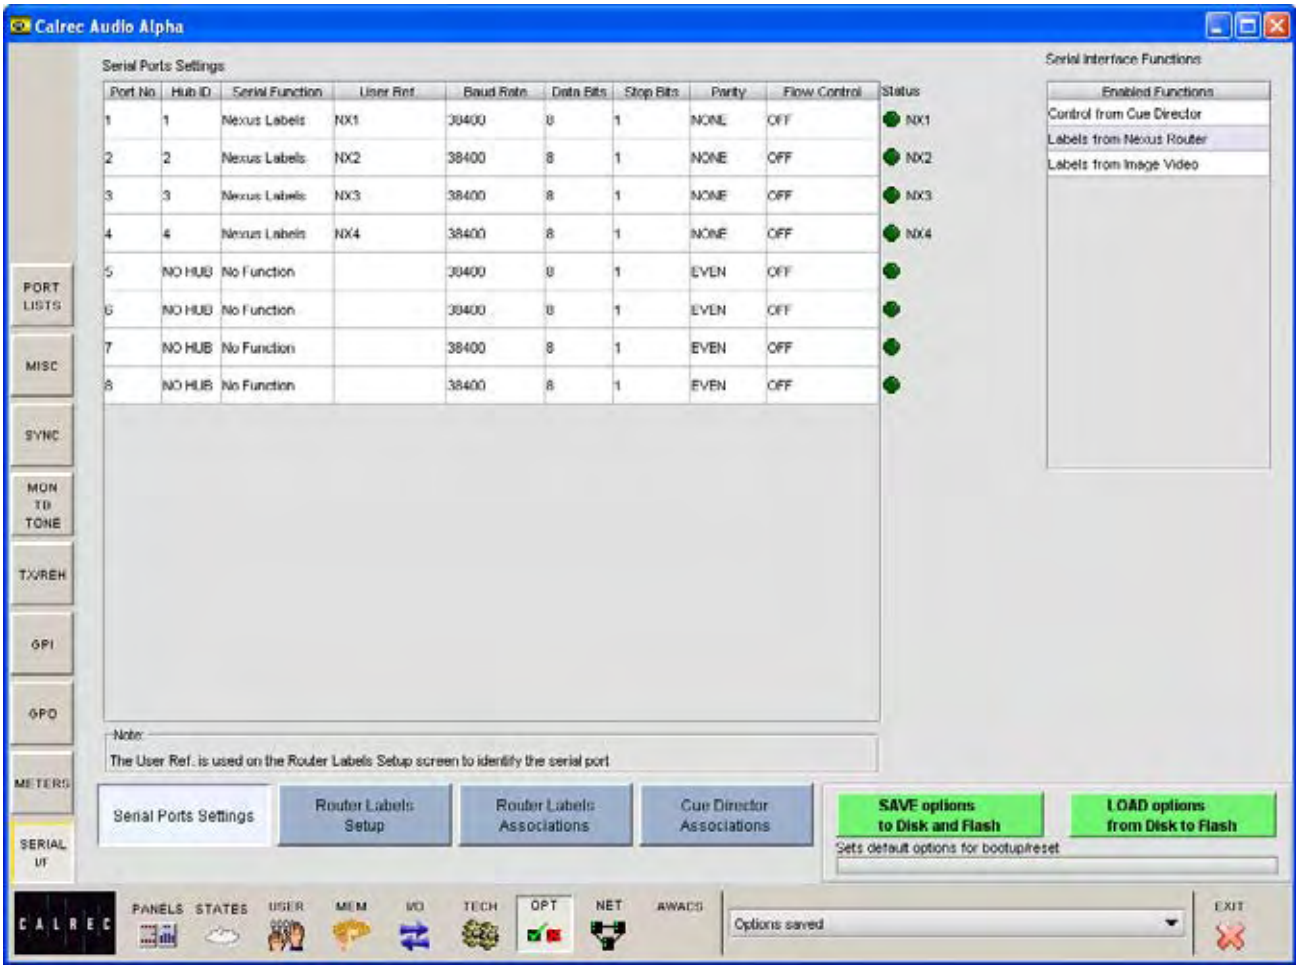 Calrec Audio Alpha
Serial Ports Settings
Serial Interface Functions
Port No Hub ID Serial Function User Ref Baud Rate Data Bits Stop Bits Parity Flow Control Status
Enabled Functions
1 1 Nexus Labels NX1 38400 8 1 NONE OFF NX1
Control from Cue Director
Labels from Nexus Router
2 2 Nexus Labels NX2 38400 8 1 NONE OFF NX2
Labels from Image Video
3 3 Nexus Labels NX3 38400 8 1 NONE OFF NX3
4 4 Nexus Labels NX4 38400 8 1 NONE OFF NX4
5 NO HUB No Function 38400 8 1 EVEN OFF
6 NO HUB No Function 38400 8 1 EVEN OFF
7 NO HUB No Function 38400 8 1 EVEN OFF
8 NO HUB No Function 38400 8 1 EVEN OFF
PORT
LISTS
MISC
SYNC
MON
TB
TONE
TX/REH
GPI
GPO
METERS
SERIAL
I/F
Note:
The User Ref. is used on the Router Labels Setup screen to identify the serial port
Serial Ports Settings
Router Labels
Setup
Router Labels
Associations
Cue Director
Associations
SAVE options
to Disk and Flash
LOAD options
from Disk to Flash
Sets default options for bootup/reset
CALREC
PANELS STATES USER MEM I/O TECH OPT NET AWACS
Options saved
EXIT